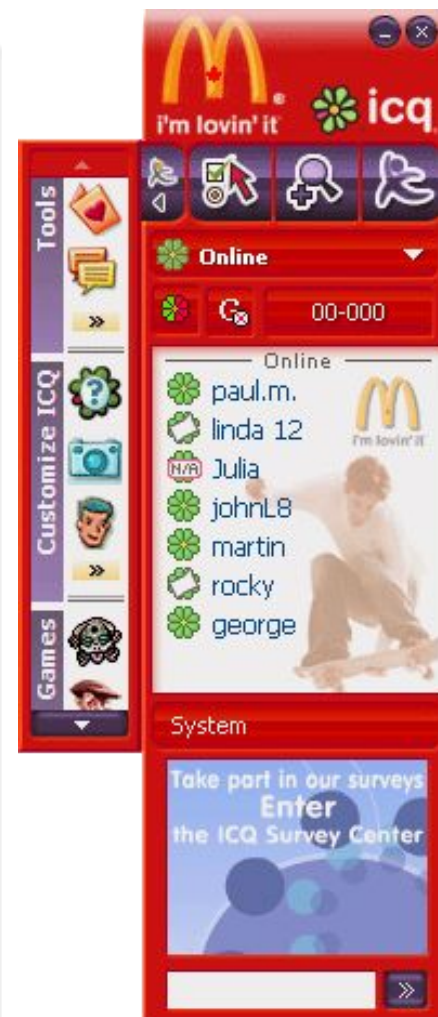 i'm lovin' it®
icq
Tools
Customize ICQ
Games
Online
00-000
Online
paul.m.
linda 12
N/A Julia
johnL8
martin
rocky
george
i'm lovin' it
System
Take part in our surveys
Enter
the ICQ Survey Center